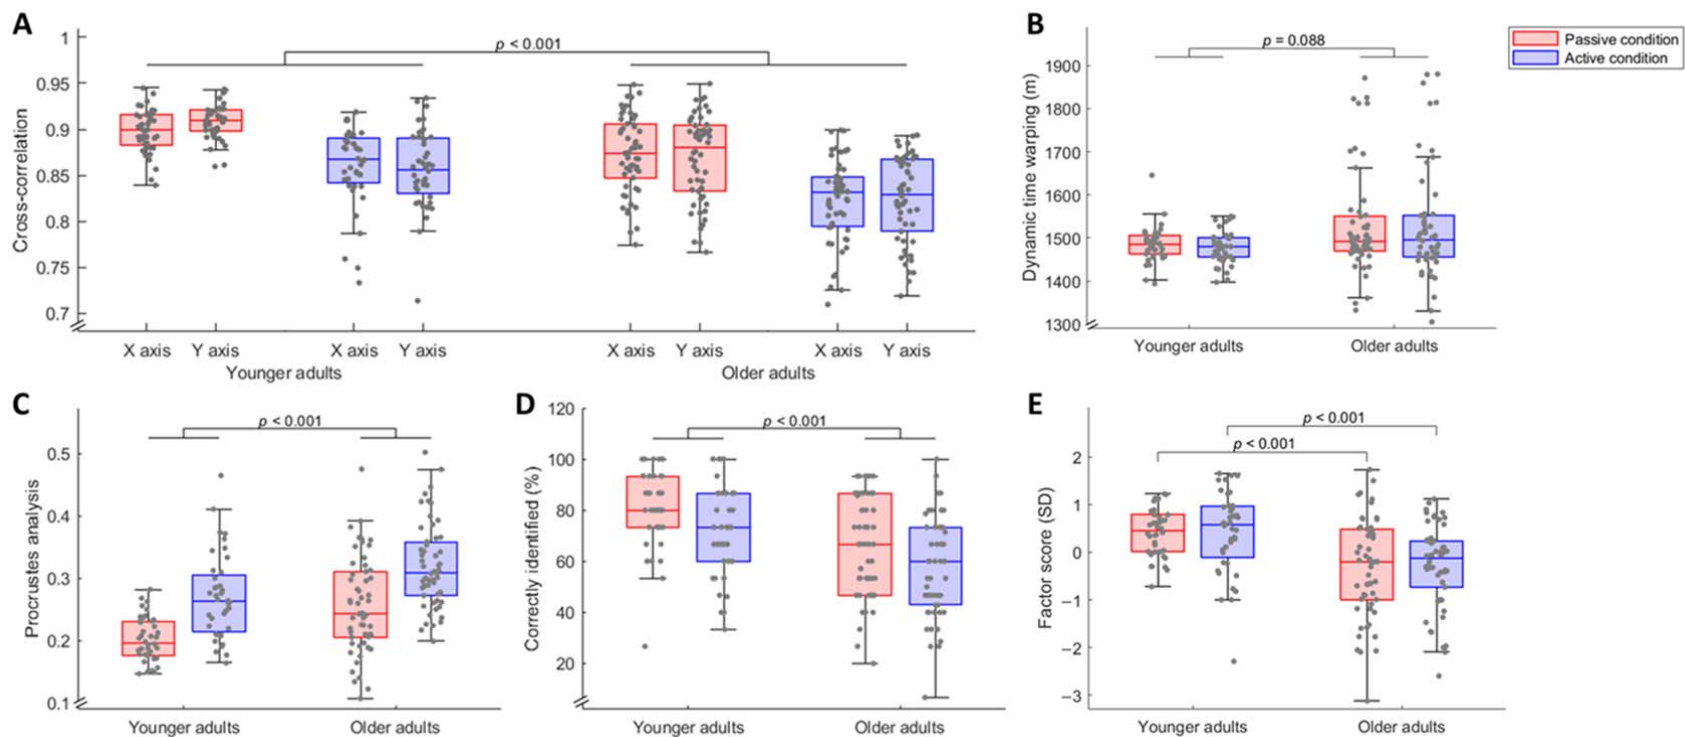 A
1
0.95
0.9
0.85
0.8
0.75
0.7
Cross-correlation
p < 0.001
X axis Y axis X axis Y axis X axis Y axis X axis Y axis
Younger adults Older adults
B
1900
1800
1700
1600
1500
1400
1300
Dynamic time warping (m)
p = 0.088
Younger adults Older adults
Passive condition
Active condition
C
0.5
0.4
0.3
0.2
0.1
Procrustes analysis
p < 0.001
Younger adults Older adults
D
120
100
80
60
40
20
Correctly identified (%)
p < 0.001
Younger adults Older adults
E
2
1
0
−1
−2
−3
Factor score (SD)
p < 0.001
p < 0.001
Younger adults Older adults